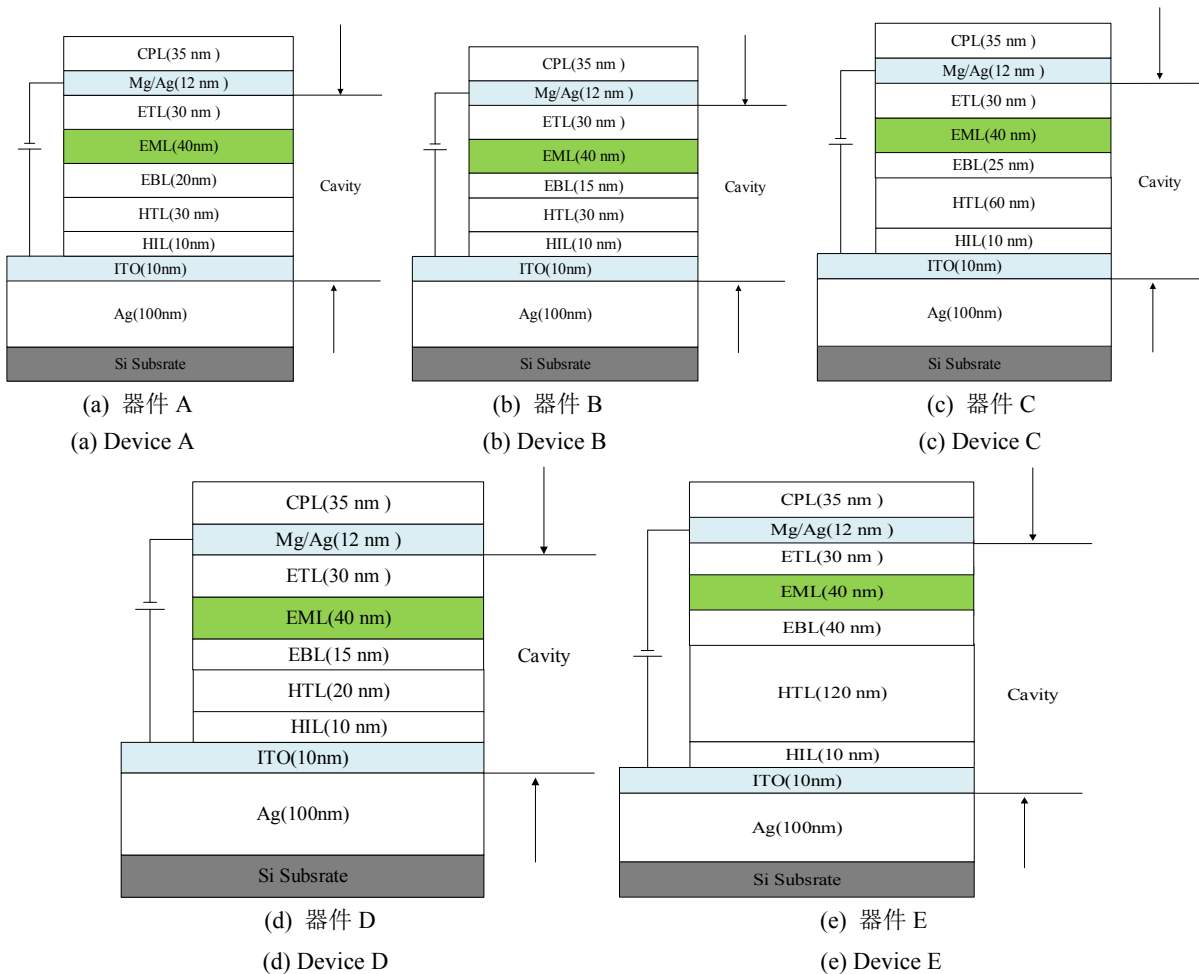 CPL(35 nm )
Mg/Ag(12 nm )
ETL(30 nm )
EML(40nm)
EBL(20nm)
HTL(30 nm )
HIL(10nm)
ITO(10nm)
Ag(100nm)
Si Subsrate
Cavity
(a) 器件 A
(a) Device A
CPL(35 nm )
Mg/Ag(12 nm )
ETL(30 nm )
EML(40 nm)
EBL(15 nm)
HTL(30 nm )
HIL(10 nm)
ITO(10nm)
Ag(100nm)
Si Subsrate
Cavity
(b) 器件 B
(b) Device B
CPL(35 nm )
Mg/Ag(12 nm )
ETL(30 nm )
EML(40 nm)
EBL(25 nm)
HTL(60 nm)
HIL(10 nm)
ITO(10nm)
Ag(100nm)
Si Subsrate
Cavity
(c) 器件 C
(c) Device C
CPL(35 nm )
Mg/Ag(12 nm )
ETL(30 nm )
EML(40 nm)
EBL(15 nm)
HTL(20 nm)
HIL(10 nm)
ITO(10nm)
Ag(100nm)
Si Subsrate
Cavity
(d) 器件 D
(d) Device D
CPL(35 nm )
Mg/Ag(12 nm )
ETL(30 nm )
EML(40 nm)
EBL(40 nm)
HTL(120 nm)
HIL(10 nm)
ITO(10nm)
Ag(100nm)
Si Subsrate
Cavity
(e) 器件 E
(e) Device E